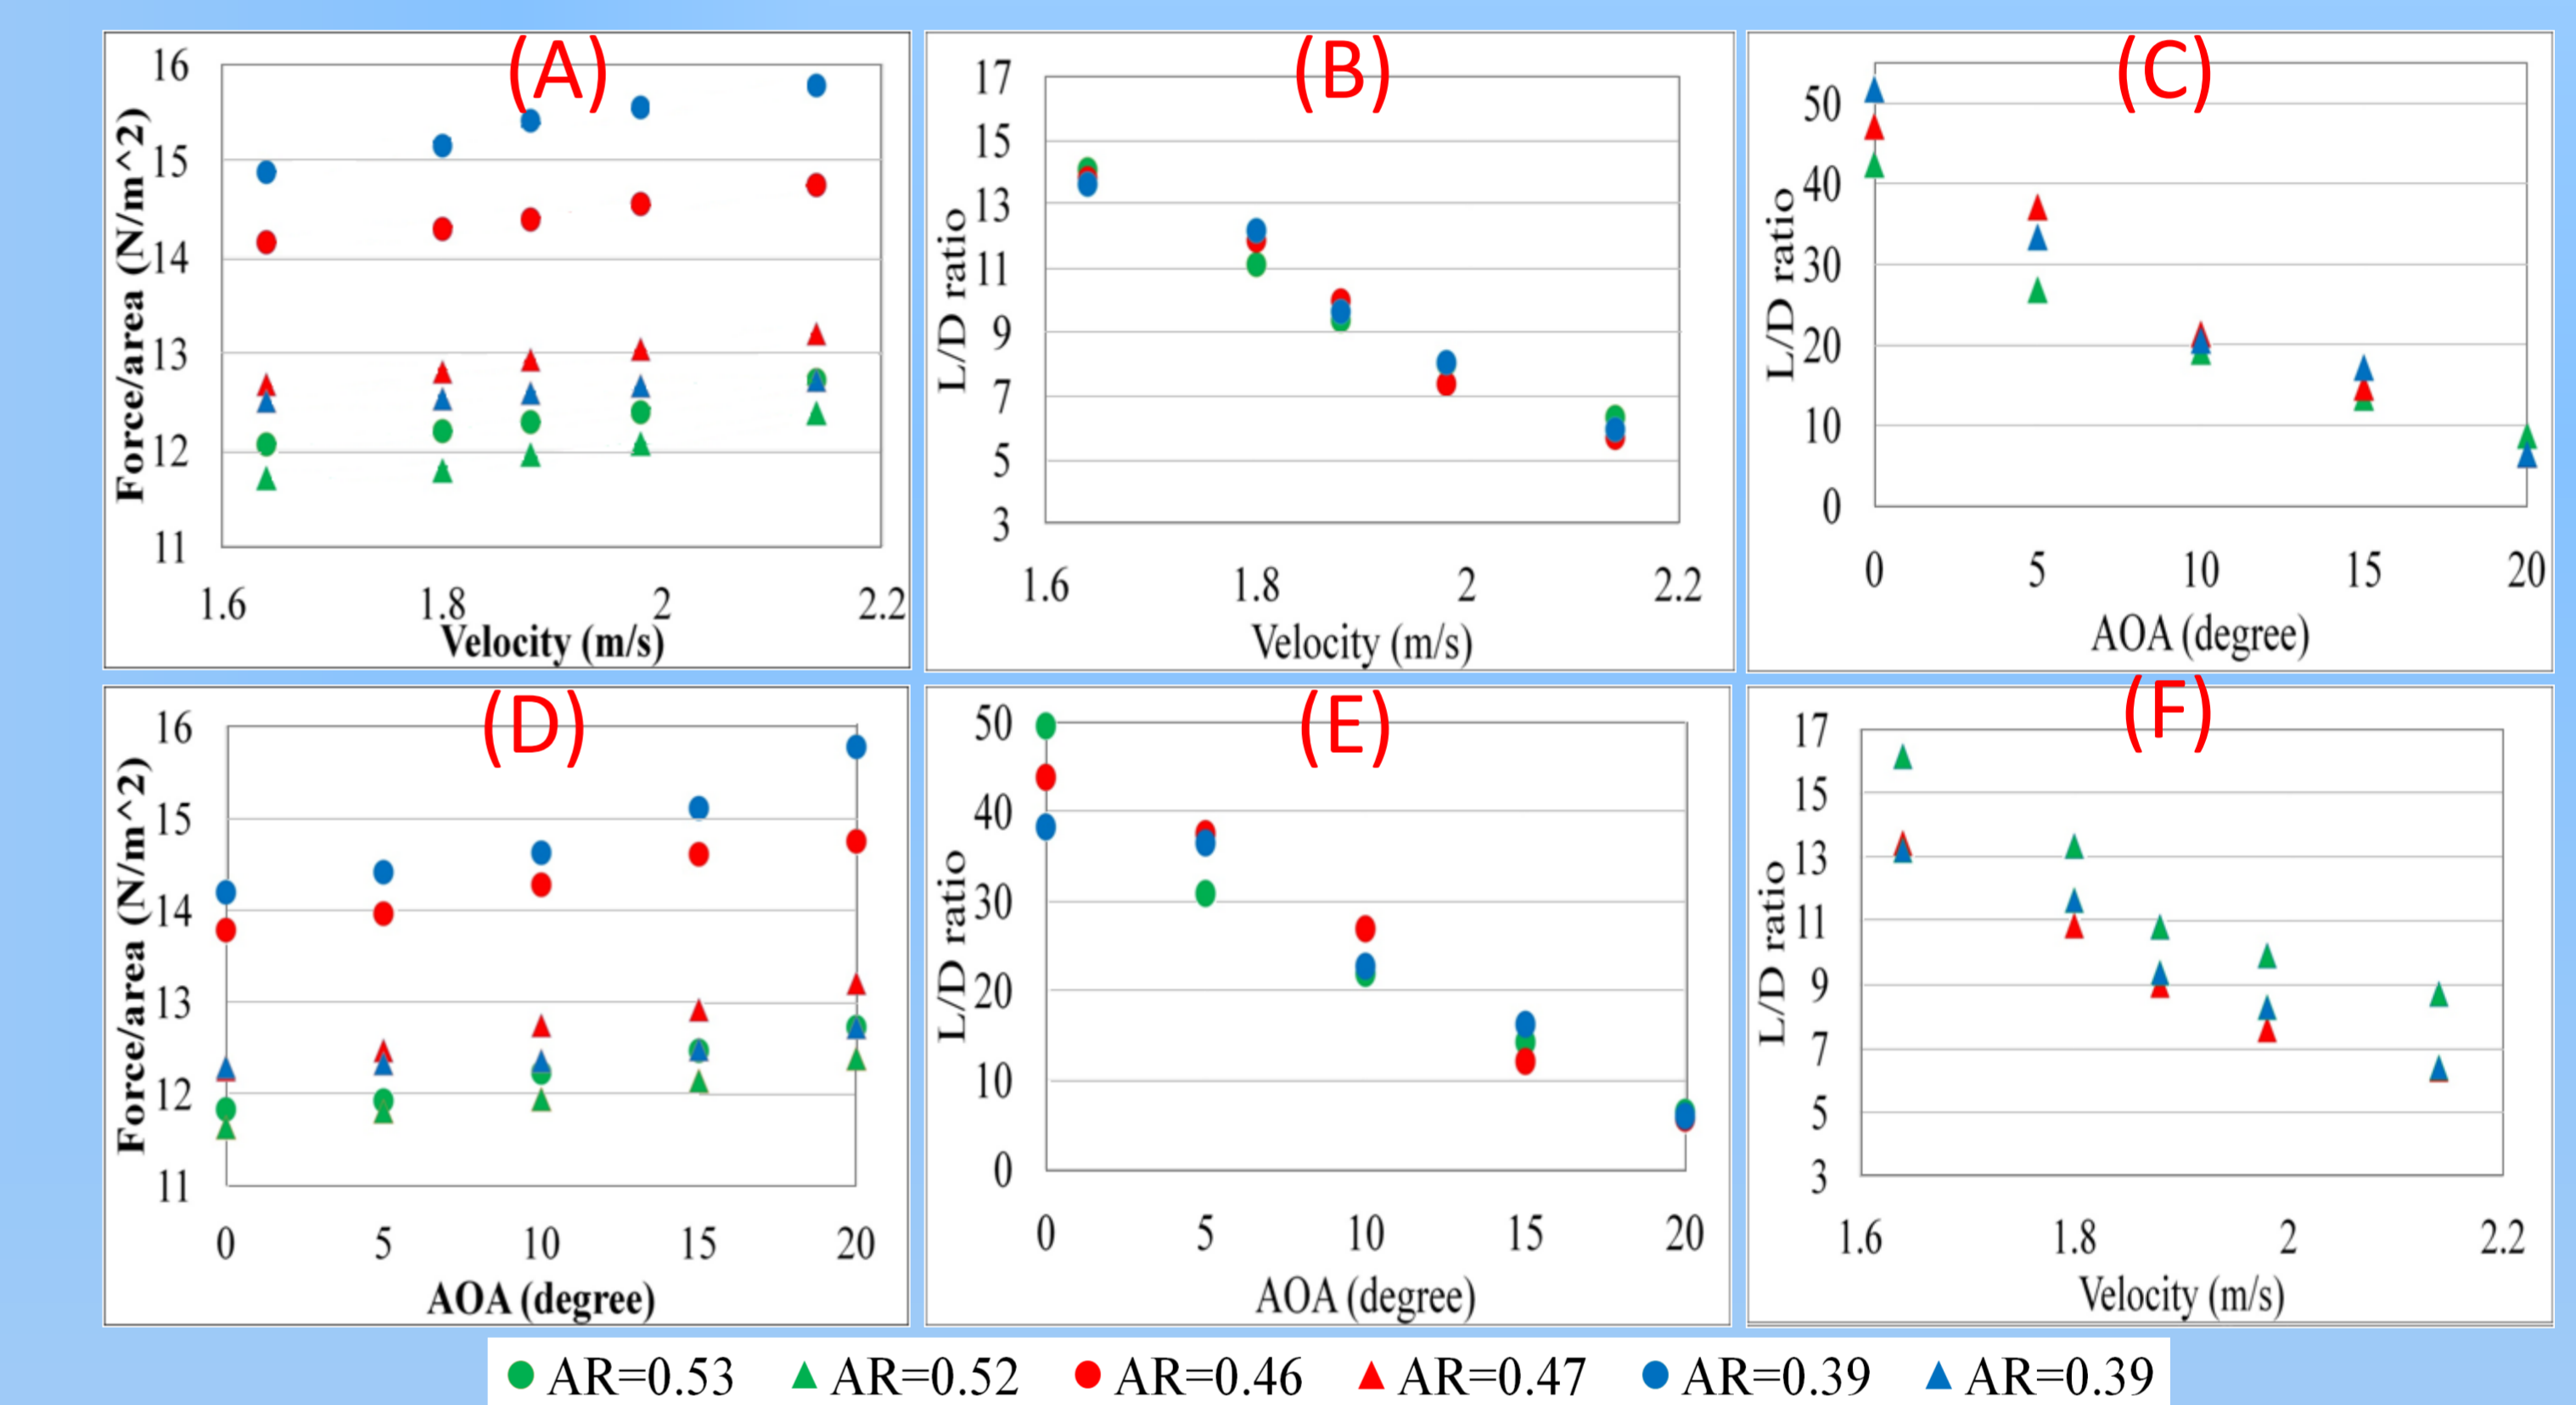 (A)
16
15
14
13
12
11
Force/area (N/m^2)
1.6 1.8 2 2.2
Velocity (m/s)
(B)
17
15
13
11
9
7
5
3
L/D ratio
1.6 1.8 2 2.2
Velocity (m/s)
(C)
50
40
30
20
10
0
L/D ratio
0 5 10 15 20
AOA (degree)
(D)
16
15
14
13
12
11
Force/area (N/m^2)
0 5 10 15 20
AOA (degree)
(E)
50
40
30
20
10
0
L/D ratio
0 5 10 15 20
AOA (degree)
(F)
17
15
13
11
9
7
5
3
L/D ratio
1.6 1.8 2 2.2
Velocity (m/s)
AR=0.53 AR=0.52 AR=0.46 AR=0.47 AR=0.39 AR=0.39